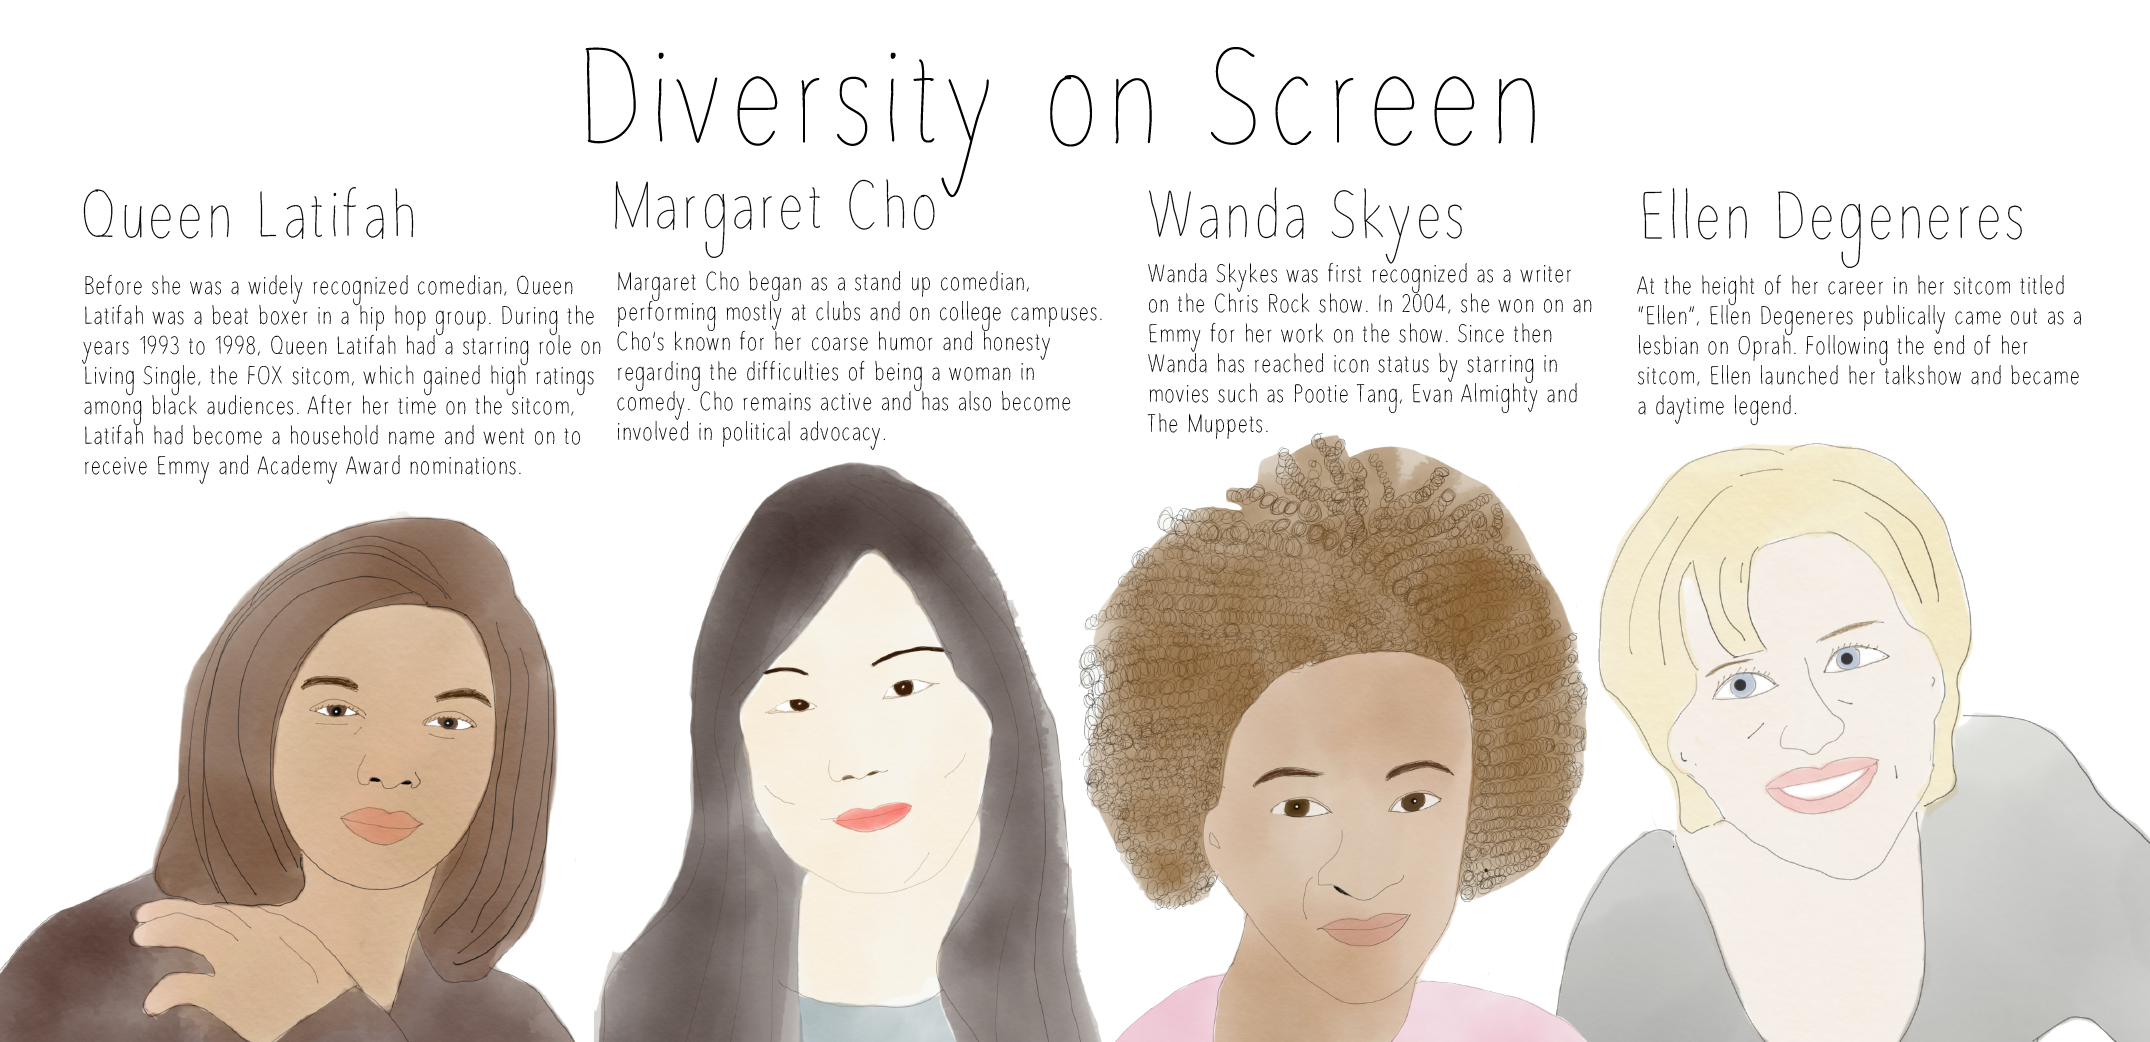 Diversity on Screen
Queen Latifah
Before she was a widely recognized comedian, Queen
Latifah was a beat boxer in a hip hop group. During the
years 1993 to 1998, Queen Latifah had a starring role on
Living Single, the FOX sitcom, which gained high ratings
among black audiences. After her time on the sitcom,
Latifah had become a household name and went on to
receive Emmy and Academy Award nominations.
Margaret Cho
Margaret Cho began as a stand up comedian,
performing mostly at clubs and on college campuses.
Cho's known for her coarse humor and honesty
regarding the difficulties of being a woman in
comedy. Cho remains active and has also become
involved in political advocacy.
Wanda Skyes
Wanda Skykes was first recognized as a writer
on the Chris Rock show. In 2004, she won on an
Emmy for her work on the show. Since then
Wanda has reached icon status by starring in
movies such as Pootie Tang, Evan Almighty and
The Muppets.
Ellen Degeneres
At the height of her career in her sitcom titled
"Ellen", Ellen Degeneres publically came out as a
lesbian on Oprah. Following the end of her
sitcom, Ellen launched her talkshow and became
a daytime legend.